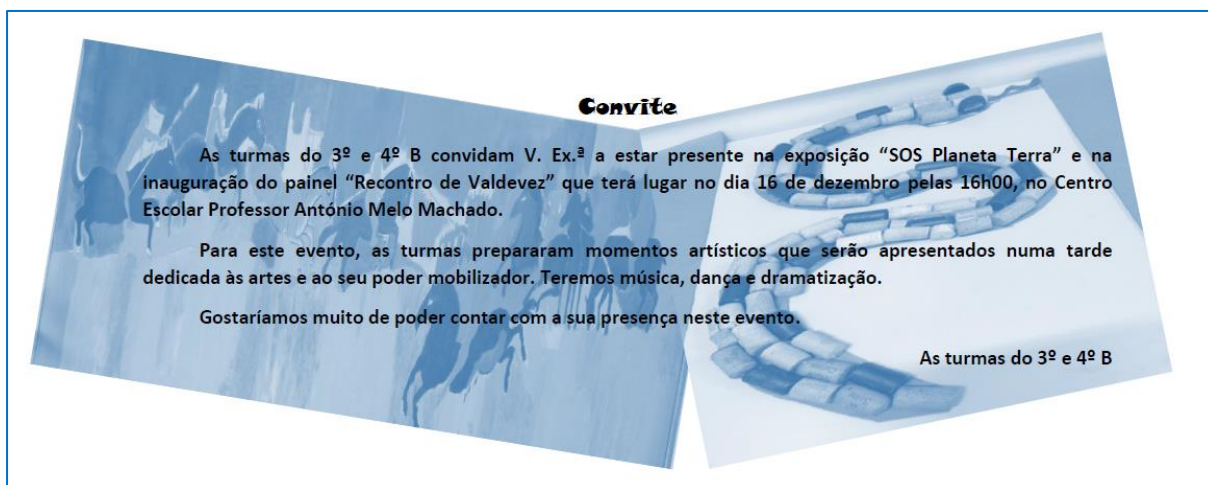 Convite
As turmas do 3º e 4º B convidam V. Ex.ª a estar presente na exposição “SOS Planeta Terra” e na
inauguração do painel “Recontro de Valdevez” que terá lugar no dia 16 de dezembro pelas 16h00, no Centro
Escolar Professor António Melo Machado.
Para este evento, as turmas prepararam momentos artísticos que serão apresentados numa tarde
dedicada às artes e ao seu poder mobilizador. Teremos música, dança e dramatização.
Gostaríamos muito de poder contar com a sua presença neste evento.
As turmas do 3º e 4º B